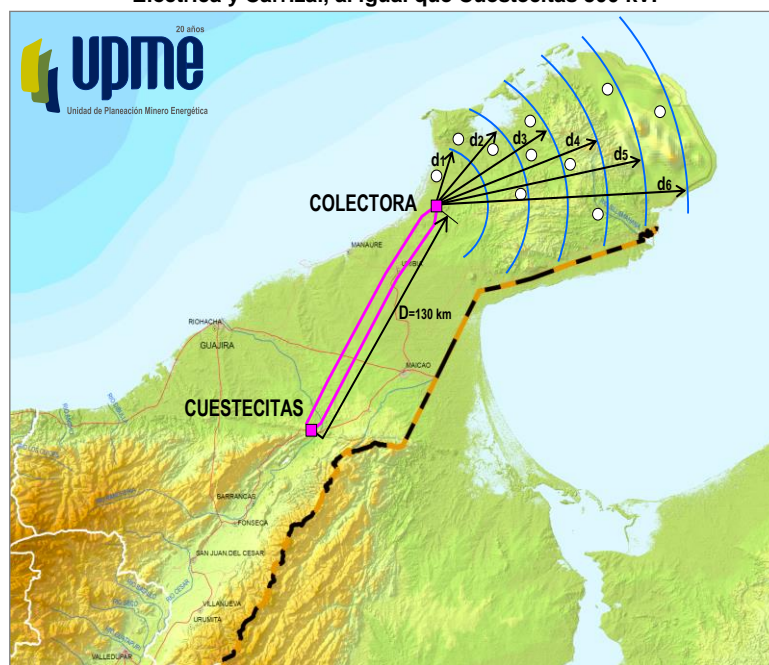 Eléctrica y Carrizal, al igual que Cuestecitas 500 kV.
20 años
upme
Unidad de Planeación Minero Energética
d1
d2
d3
d4
d5
d6
COLECTORA
MANAURE
D=130 km
RIOHACHA
GUAJIRA
MAICAO
CUESTECITAS
BARRANCAS
FONSECA
SAN JUAN DEL CESAR
RIO CESAR
VILLANUEVA
URUMITA
VALLEDUPAR